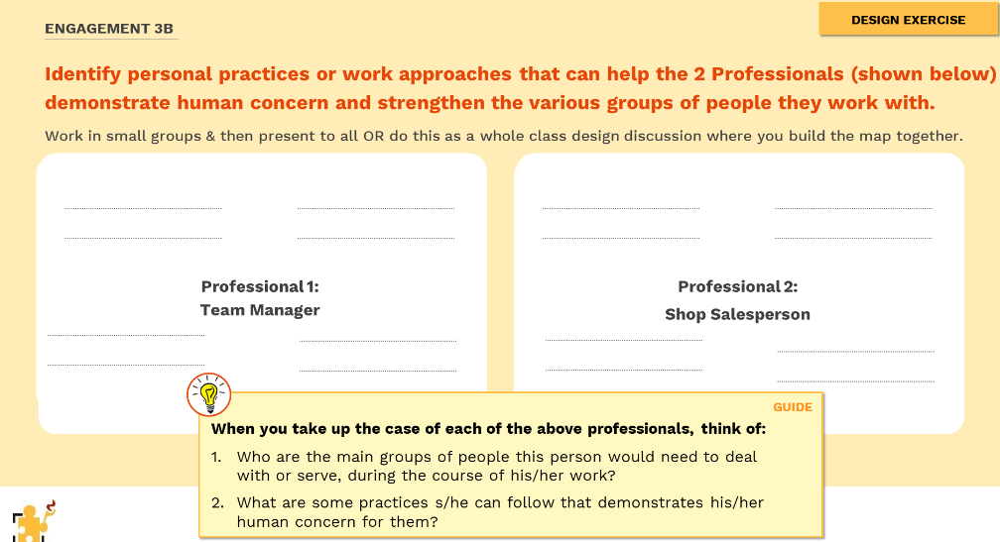 ENGAGEMENT 3B
DESIGN EXERCISE
Identify personal practices or work approaches that can help the 2 Professionals (shown below)
demonstrate human concern and strengthen the various groups of people they work with.
Work in small groups & then present to all OR do this as a whole class design discussion where you build the map together.
Professional 1:
Team Manager
Professional 2:
Shop Salesperson
GUIDE
When you take up the case of each of the above professionals, think of:
1. Who are the main groups of people this person would need to deal
with or serve, during the course of his/her work?
2. What are some practices s/he can follow that demonstrates his/her
human concern for them?